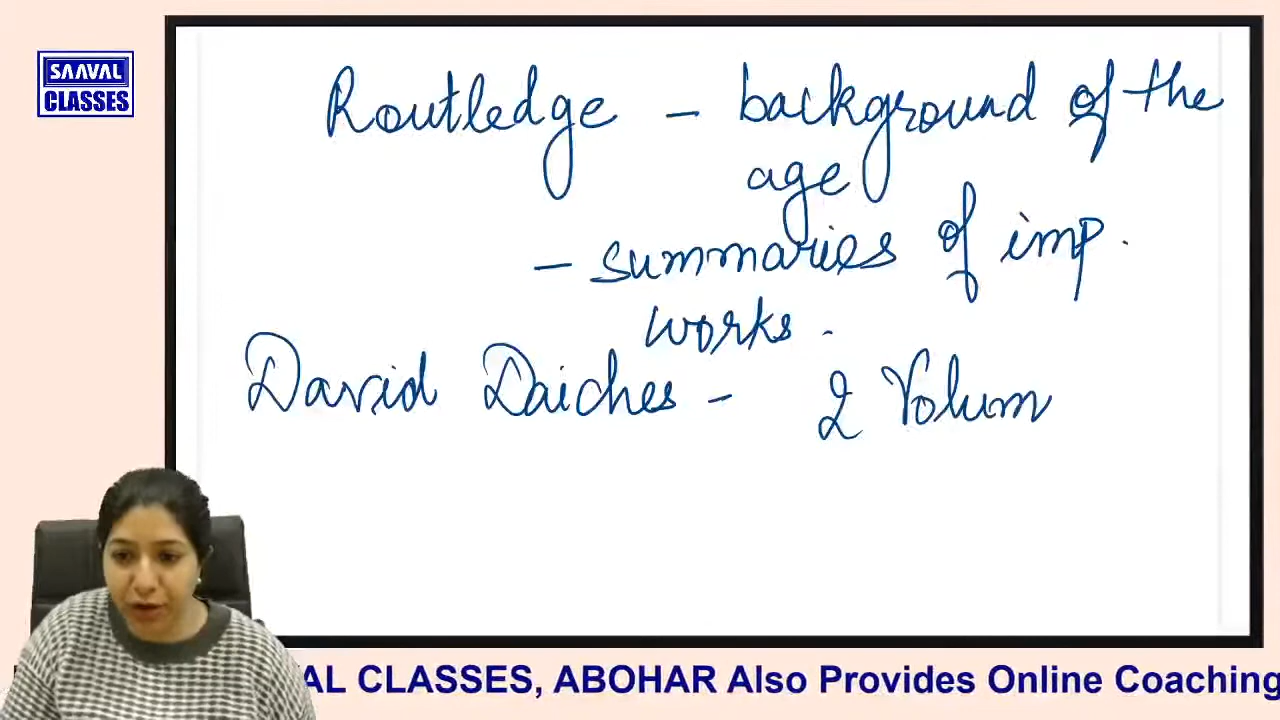 SAAVAL
CLASSES
Routledge - background of the
age
- summaries of imp.
works.
David Daiches - 2 Volum
AL CLASSES, ABOHAR Also Provides Online Coaching